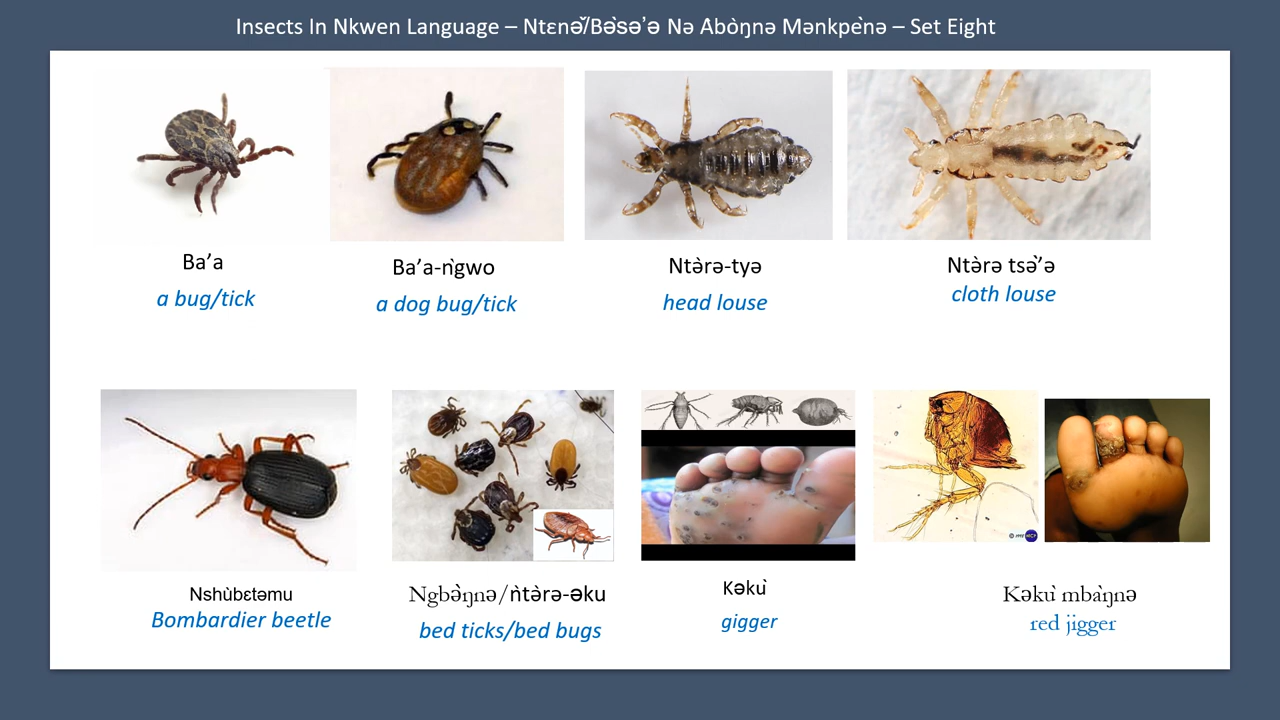 Insects In Nkwen Language – Ntɛnə̌/Bə̀sə'ə Nə Àbòŋnə Mənkpènə – Set Eight
Ba'a
a bug/tick
Ba'a-ǹgwo
a dog bug/tick
Ntə̀rə-tyə
head louse
Ntə̀rə tsə̀'ə
cloth louse
Nshùbɛtəmu
Bombardier beetle
Ngbə̀ŋnə/ǹtə̀rə-əku
bed ticks/bed bugs
Kəkù
gigger
Kəkù mbàŋnə
red jigger